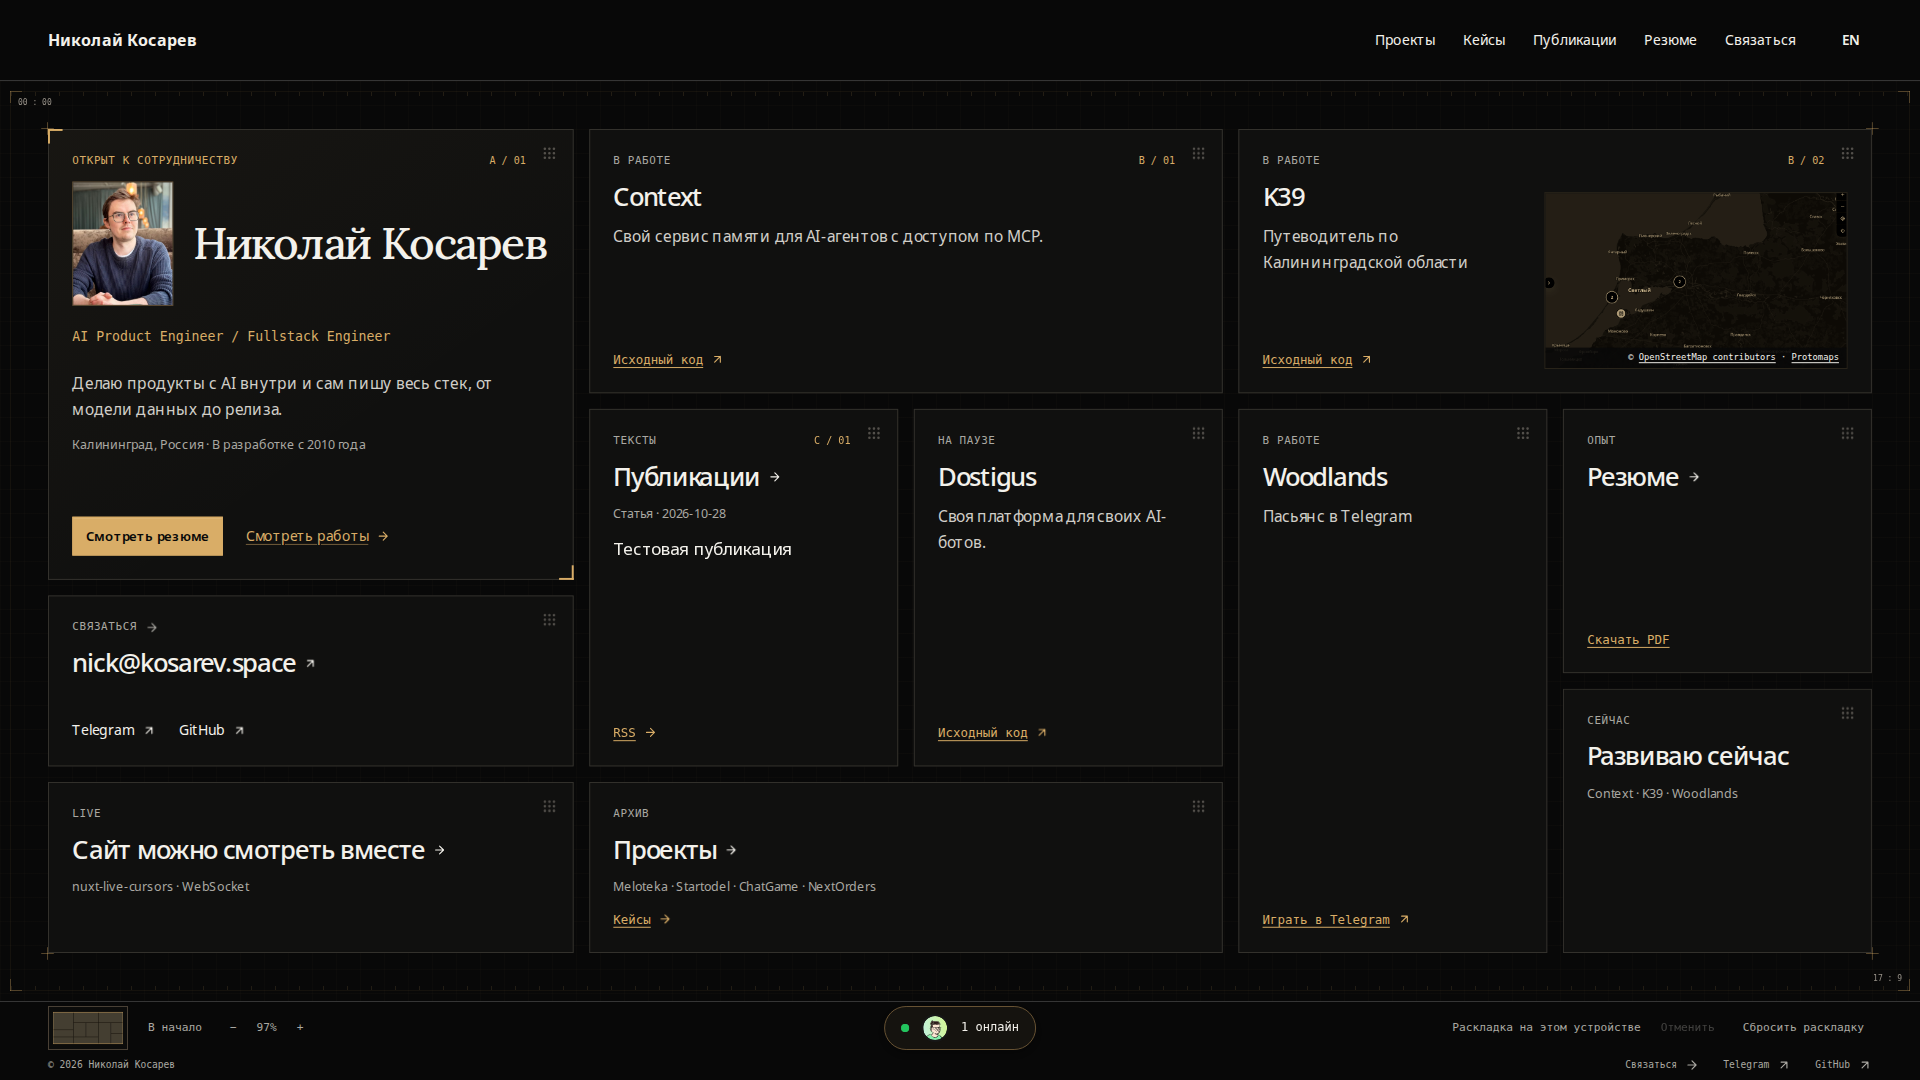 Николай Косарев
Проекты
Кейсы
Публикации
Резюме
Связаться
EN
00 : 00
ОТКРЫТ К СОТРУДНИЧЕСТВУ
A / 01
Николай Косарев
AI Product Engineer / Fullstack Engineer
Делаю продукты с AI внутри и сам пишу весь стек, от
модели данных до релиза.
Калининград, Россия · В разработке с 2010 года
Смотреть резюме
Смотреть работы
В РАБОТЕ
B / 01
Context
Свой сервис памяти для AI-агентов с доступом по MCP.
Исходный код
В РАБОТЕ
B / 02
K39
Путеводитель по
Калининградской области
Исходный код
Светлый
© OpenStreetMap contributors · Protomaps
СВЯЗАТЬСЯ
nick@kosarev.space
Telegram
GitHub
ТЕКСТЫ
C / 01
Публикации
Статья · 2026-10-28
Тестовая публикация
RSS
НА ПАУЗЕ
Dostigus
Своя платформа для своих AI-
ботов.
Исходный код
В РАБОТЕ
Woodlands
Пасьянс в Telegram
Играть в Telegram
ОПЫТ
Резюме
Скачать PDF
СЕЙЧАС
Развиваю сейчас
Context · K39 · Woodlands
LIVE
Сайт можно смотреть вместе
nuxt-live-cursors · WebSocket
АРХИВ
Проекты
Meloteka · Startodel · ChatGame · NextOrders
Кейсы
17 : 9
В начало
− 97% +
1 онлайн
Раскладка на этом устройстве
Отменить
Сбросить раскладку
© 2026 Николай Косарев
Связаться
Telegram
GitHub